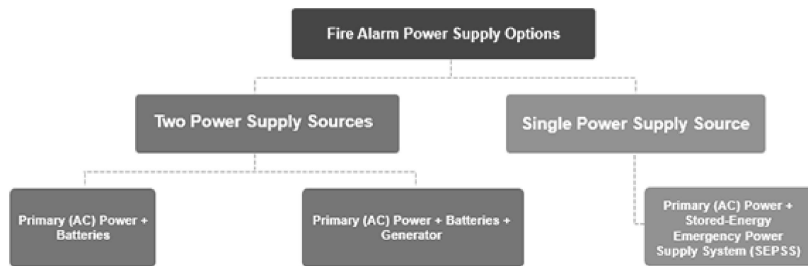 Fire Alarm Power Supply Options
Two Power Supply Sources
Single Power Supply Source
Primary (AC) Power +
Batteries
Primary (AC) Power + Batteries +
Generator
Primary (AC) Power +
Stored-Energy
Emergency Power
Supply System (SEPSS)